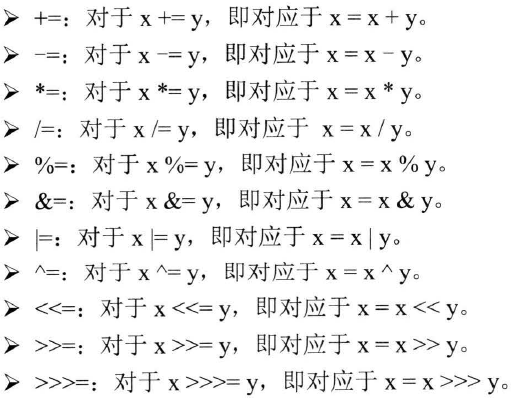 ➢ +=：对于 x += y，即对应于 x = x + y。
➢ −=：对于 x −= y，即对应于 x = x − y。
➢ *=：对于 x *= y，即对应于 x = x * y。
➢ /=：对于 x /= y，即对应于 x = x / y。
➢ %=：对于 x %= y，即对应于 x = x % y。
➢ &=：对于 x &= y，即对应于 x = x & y。
➢ |=：对于 x |= y，即对应于 x = x | y。
➢ ^=：对于 x ^= y，即对应于 x = x ^ y。
➢ <<=：对于 x <<= y，即对应于 x = x << y。
➢ >>=：对于 x >>= y，即对应于 x = x >> y。
➢ >>>=：对于 x >>>= y，即对应于 x = x >>> y。